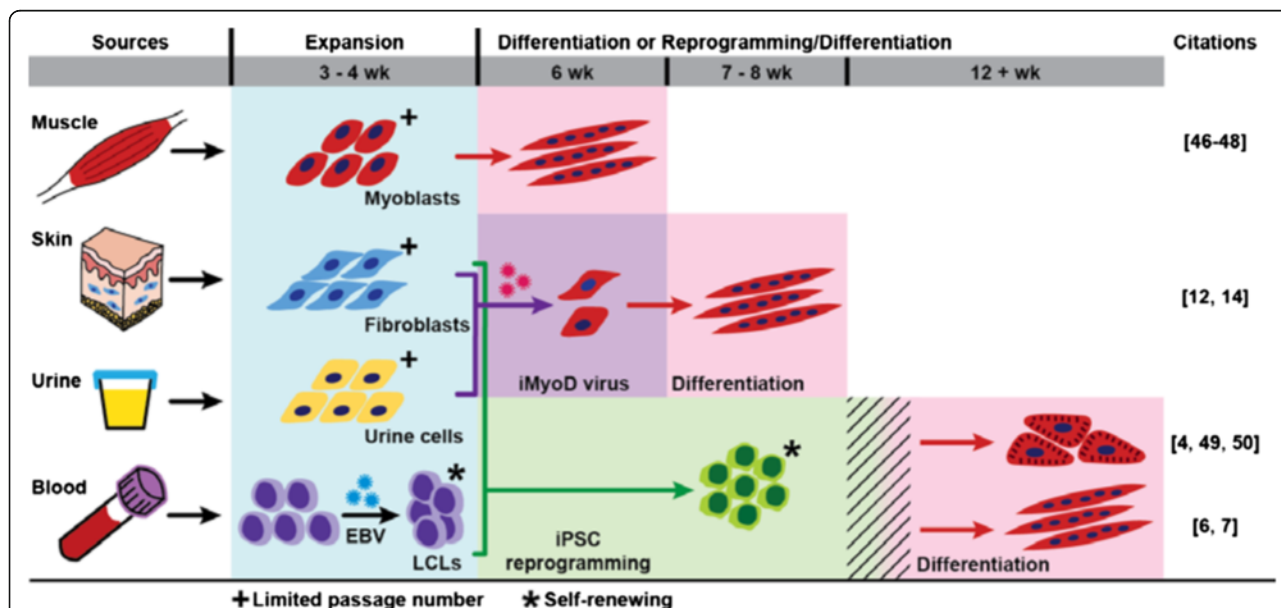 Sources Expansion Differentiation or Reprogramming/Differentiation Citations
3 - 4 wk 6 wk 7 - 8 wk 12 + wk
Muscle
+
[46-48]
Myoblasts
Skin
+
[12, 14]
Fibroblasts
Urine
+
iMyoD virus Differentiation
Urine cells
[4, 49, 50]
Blood
*
*
EBV
[6, 7]
LCLs
iPSC
reprogramming
Differentiation
+ Limited passage number * Self-renewing